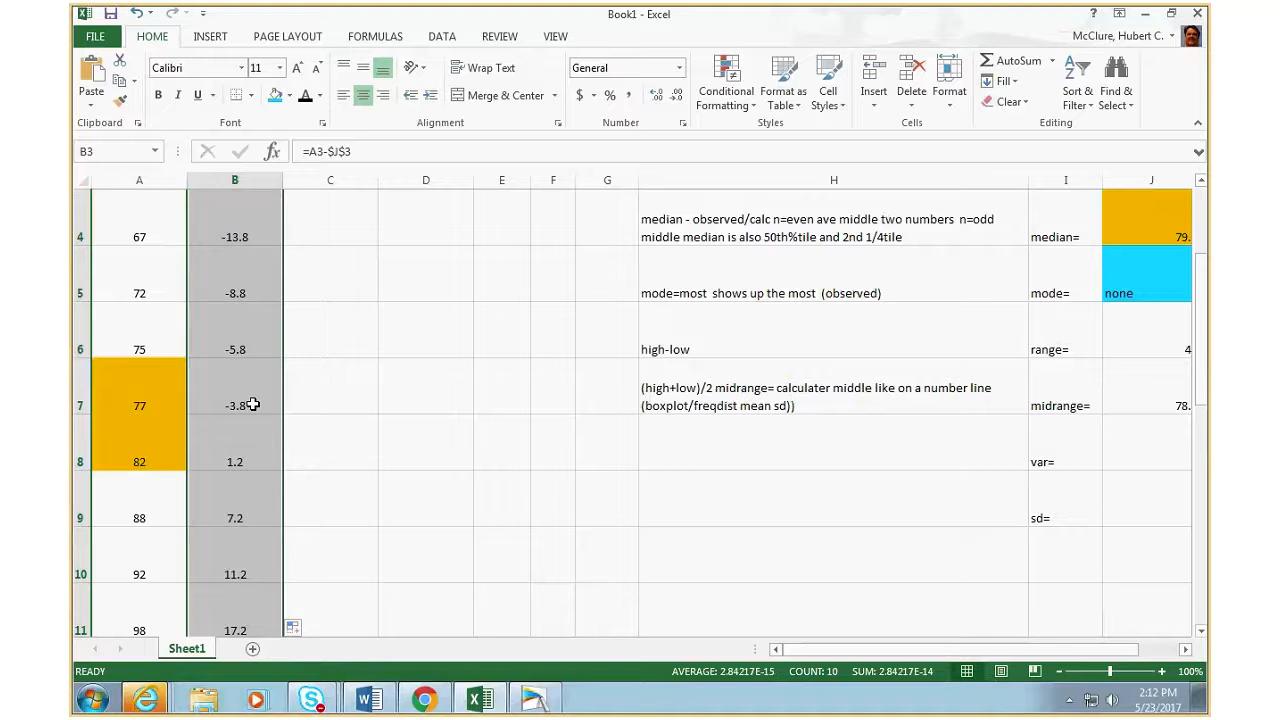 Book1 - Excel
FILE HOME INSERT PAGE LAYOUT FORMULAS DATA REVIEW VIEW McClure, Hubert C.
Paste
Clipboard
Calibri 11
B I U A
Font
Wrap Text
Merge & Center
Alignment
General
$ % ,
Number
Conditional Formatting
Format as Table
Cell Styles
Styles
Insert Delete Format
Cells
AutoSum
Fill
Clear
Sort & Filter
Find & Select
Editing
B3 fx =A3-$J$3
A B C D E F G H I J
4 67 -13.8 median - observed/calc n=even ave middle two numbers n=odd
middle median is also 50th%tile and 2nd 1/4tile median= 79.
5 72 -8.8 mode=most shows up the most (observed) mode= none
6 75 -5.8 high-low range= 4
7 77 -3.8 (high+low)/2 midrange= calculater middle like on a number line
(boxplot/freqdist mean sd)) midrange= 78.
8 82 1.2 var=
9 88 7.2 sd=
10 92 11.2
11 98 17.2
Sheet1
READY AVERAGE: 2.84217E-15 COUNT: 10 SUM: 2.84217E-14 100%
2:12 PM
5/23/2017